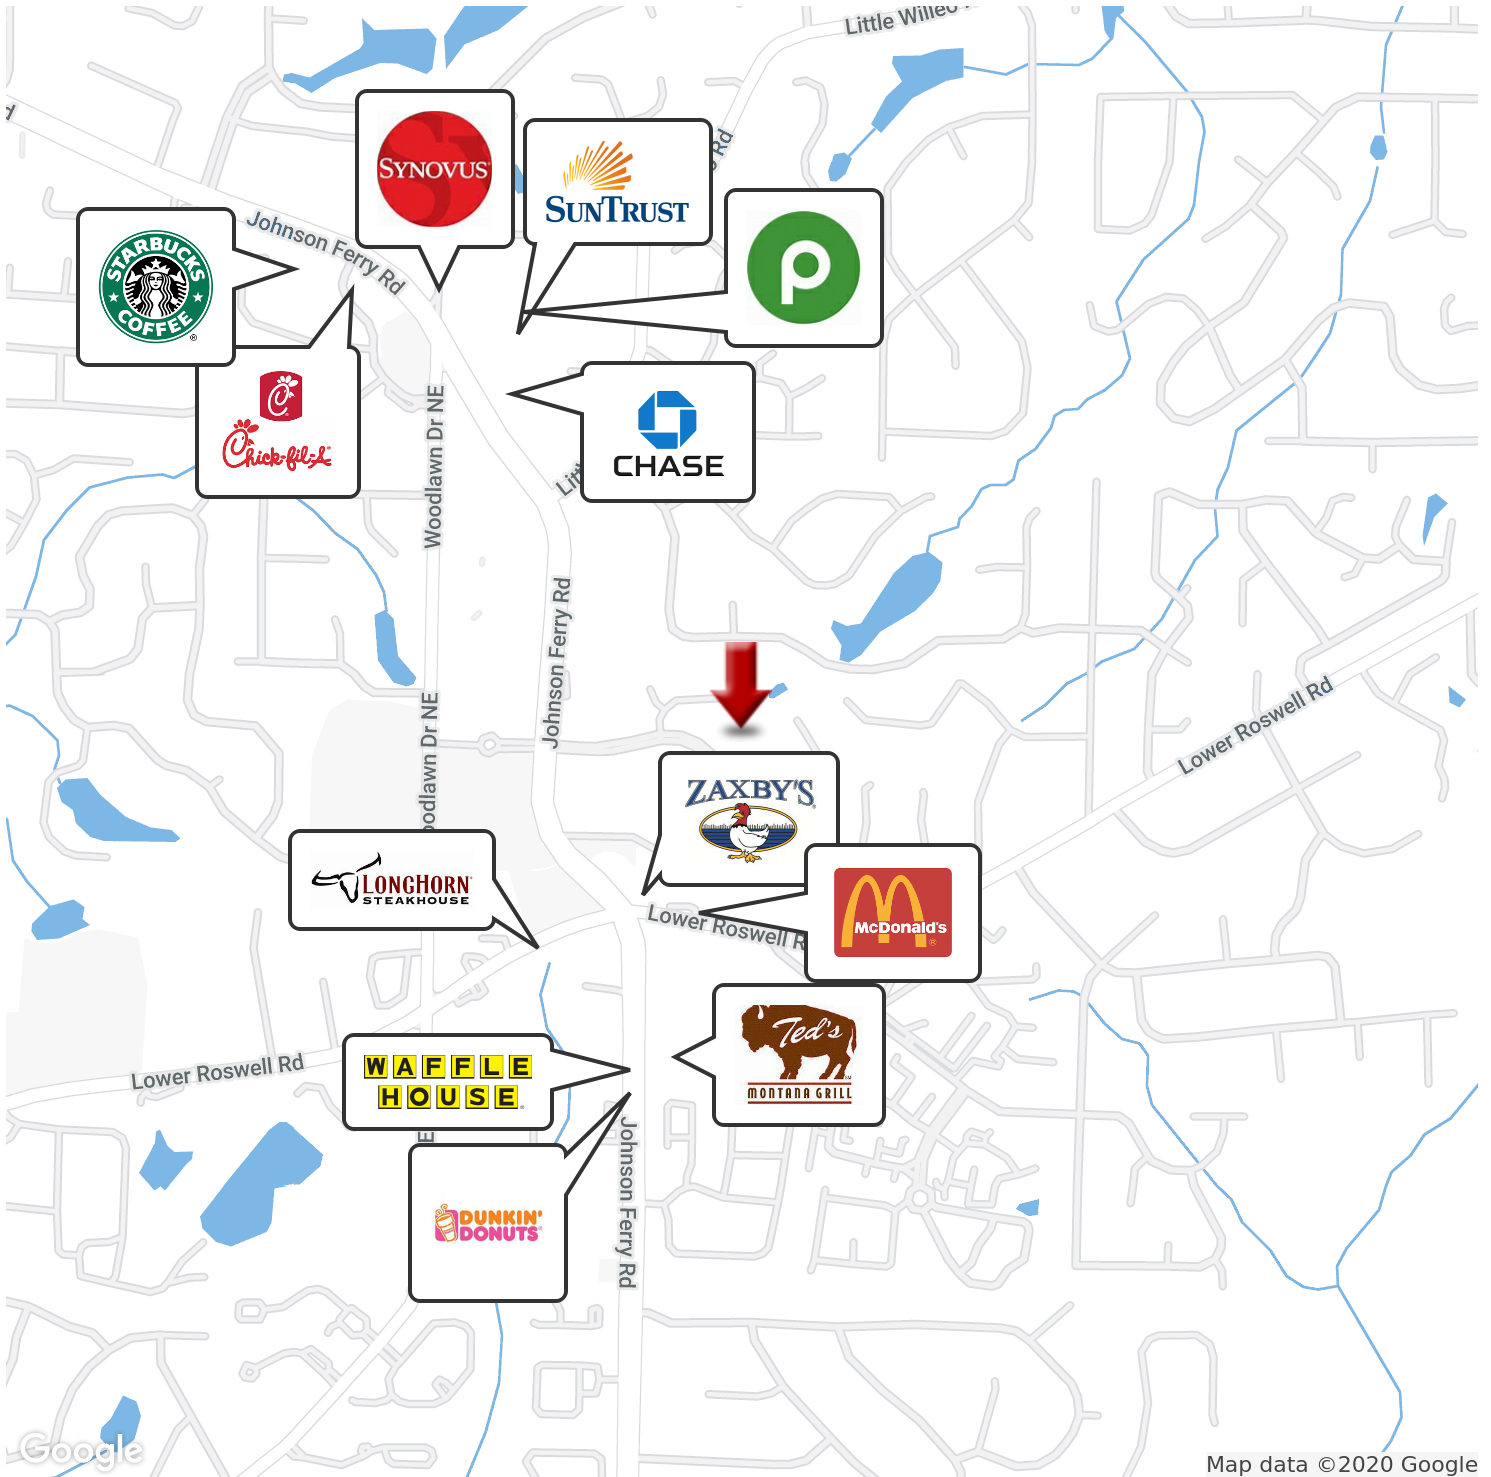 Little Willeo R
d
Rd
SYNOVUS
SUNTRUST
Johnson Ferry Rd
STARBUCKS
COFFEE
®
Chick-fil-A
CHASE
Woodlawn Dr NE
Litt
Johnson Ferry Rd
Lower Roswell Rd
oodlawn Dr NE
ZAXBY'S
LONGHORN
STEAKHOUSE
Lower Roswell R
McDonald's
®
Ted's
MONTANA GRILL
WAFFLE
HOUSE
Lower Roswell Rd
E
Johnson Ferry Rd
DUNKIN'
DONUTS
Google
Map data ©2020 Google